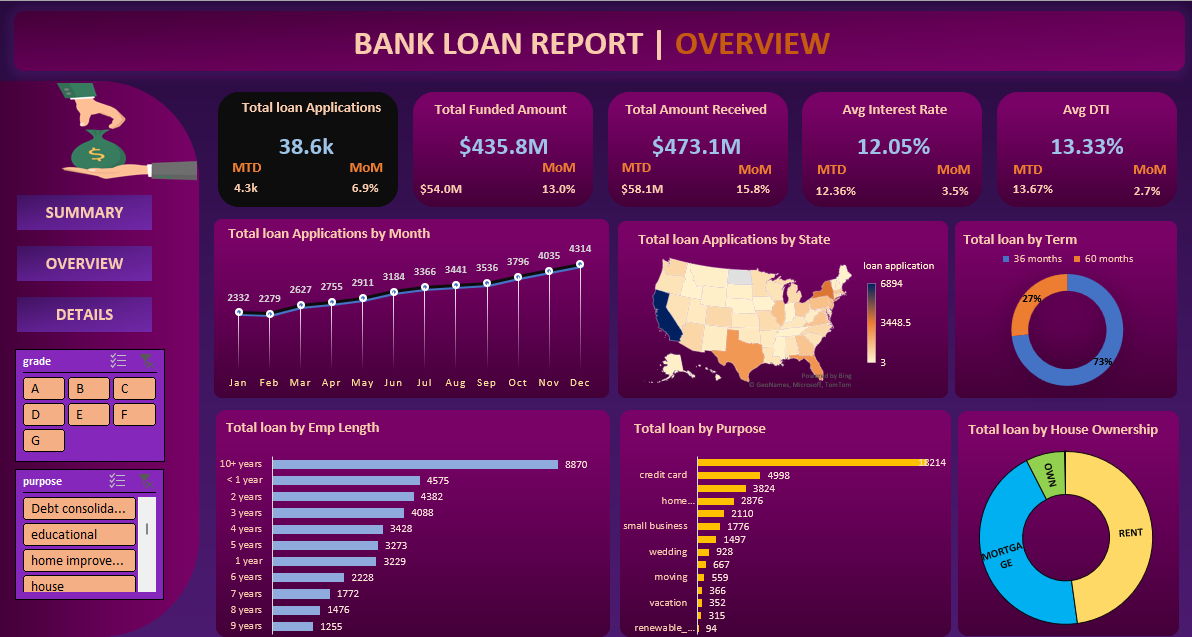 BANK LOAN REPORT | OVERVIEW
SUMMARY
OVERVIEW
DETAILS
grade
A B C
D E F
G
purpose
Debt consolida...
educational
home improve...
house
Total loan Applications
38.6k
MTD MoM
4.3k 6.9%
Total Funded Amount
$435.8M
MoM
$54.0M 13.0%
Total Amount Received
$473.1M
MTD MoM
$58.1M 15.8%
Avg Interest Rate
12.05%
MTD MoM
12.36% 3.5%
Avg DTI
13.33%
MTD MoM
13.67% 2.7%
Total loan Applications by Month
2332 2279 2627 2755 2911 3184 3366 3441 3536 3796 4035 4314
Jan Feb Mar Apr May Jun Jul Aug Sep Oct Nov Dec
Total loan Applications by State
loan application
6894
3448.5
3
Powered by Bing
© GeoNames, Microsoft, TomTom
Total loan by Term
36 months 60 months
27%
73%
Total loan by Emp Length
10+ years 8870
< 1 year 4575
2 years 4382
3 years 4088
4 years 3428
5 years 3273
1 year 3229
6 years 2228
7 years 1772
8 years 1476
9 years 1255
Total loan by Purpose
18214
credit card 4998
3824
home... 2876
2110
small business 1776
1497
wedding 928
667
moving 559
366
vacation 352
315
renewable_... 94
Total loan by House Ownership
OWN
RENT
MORTGA
GE